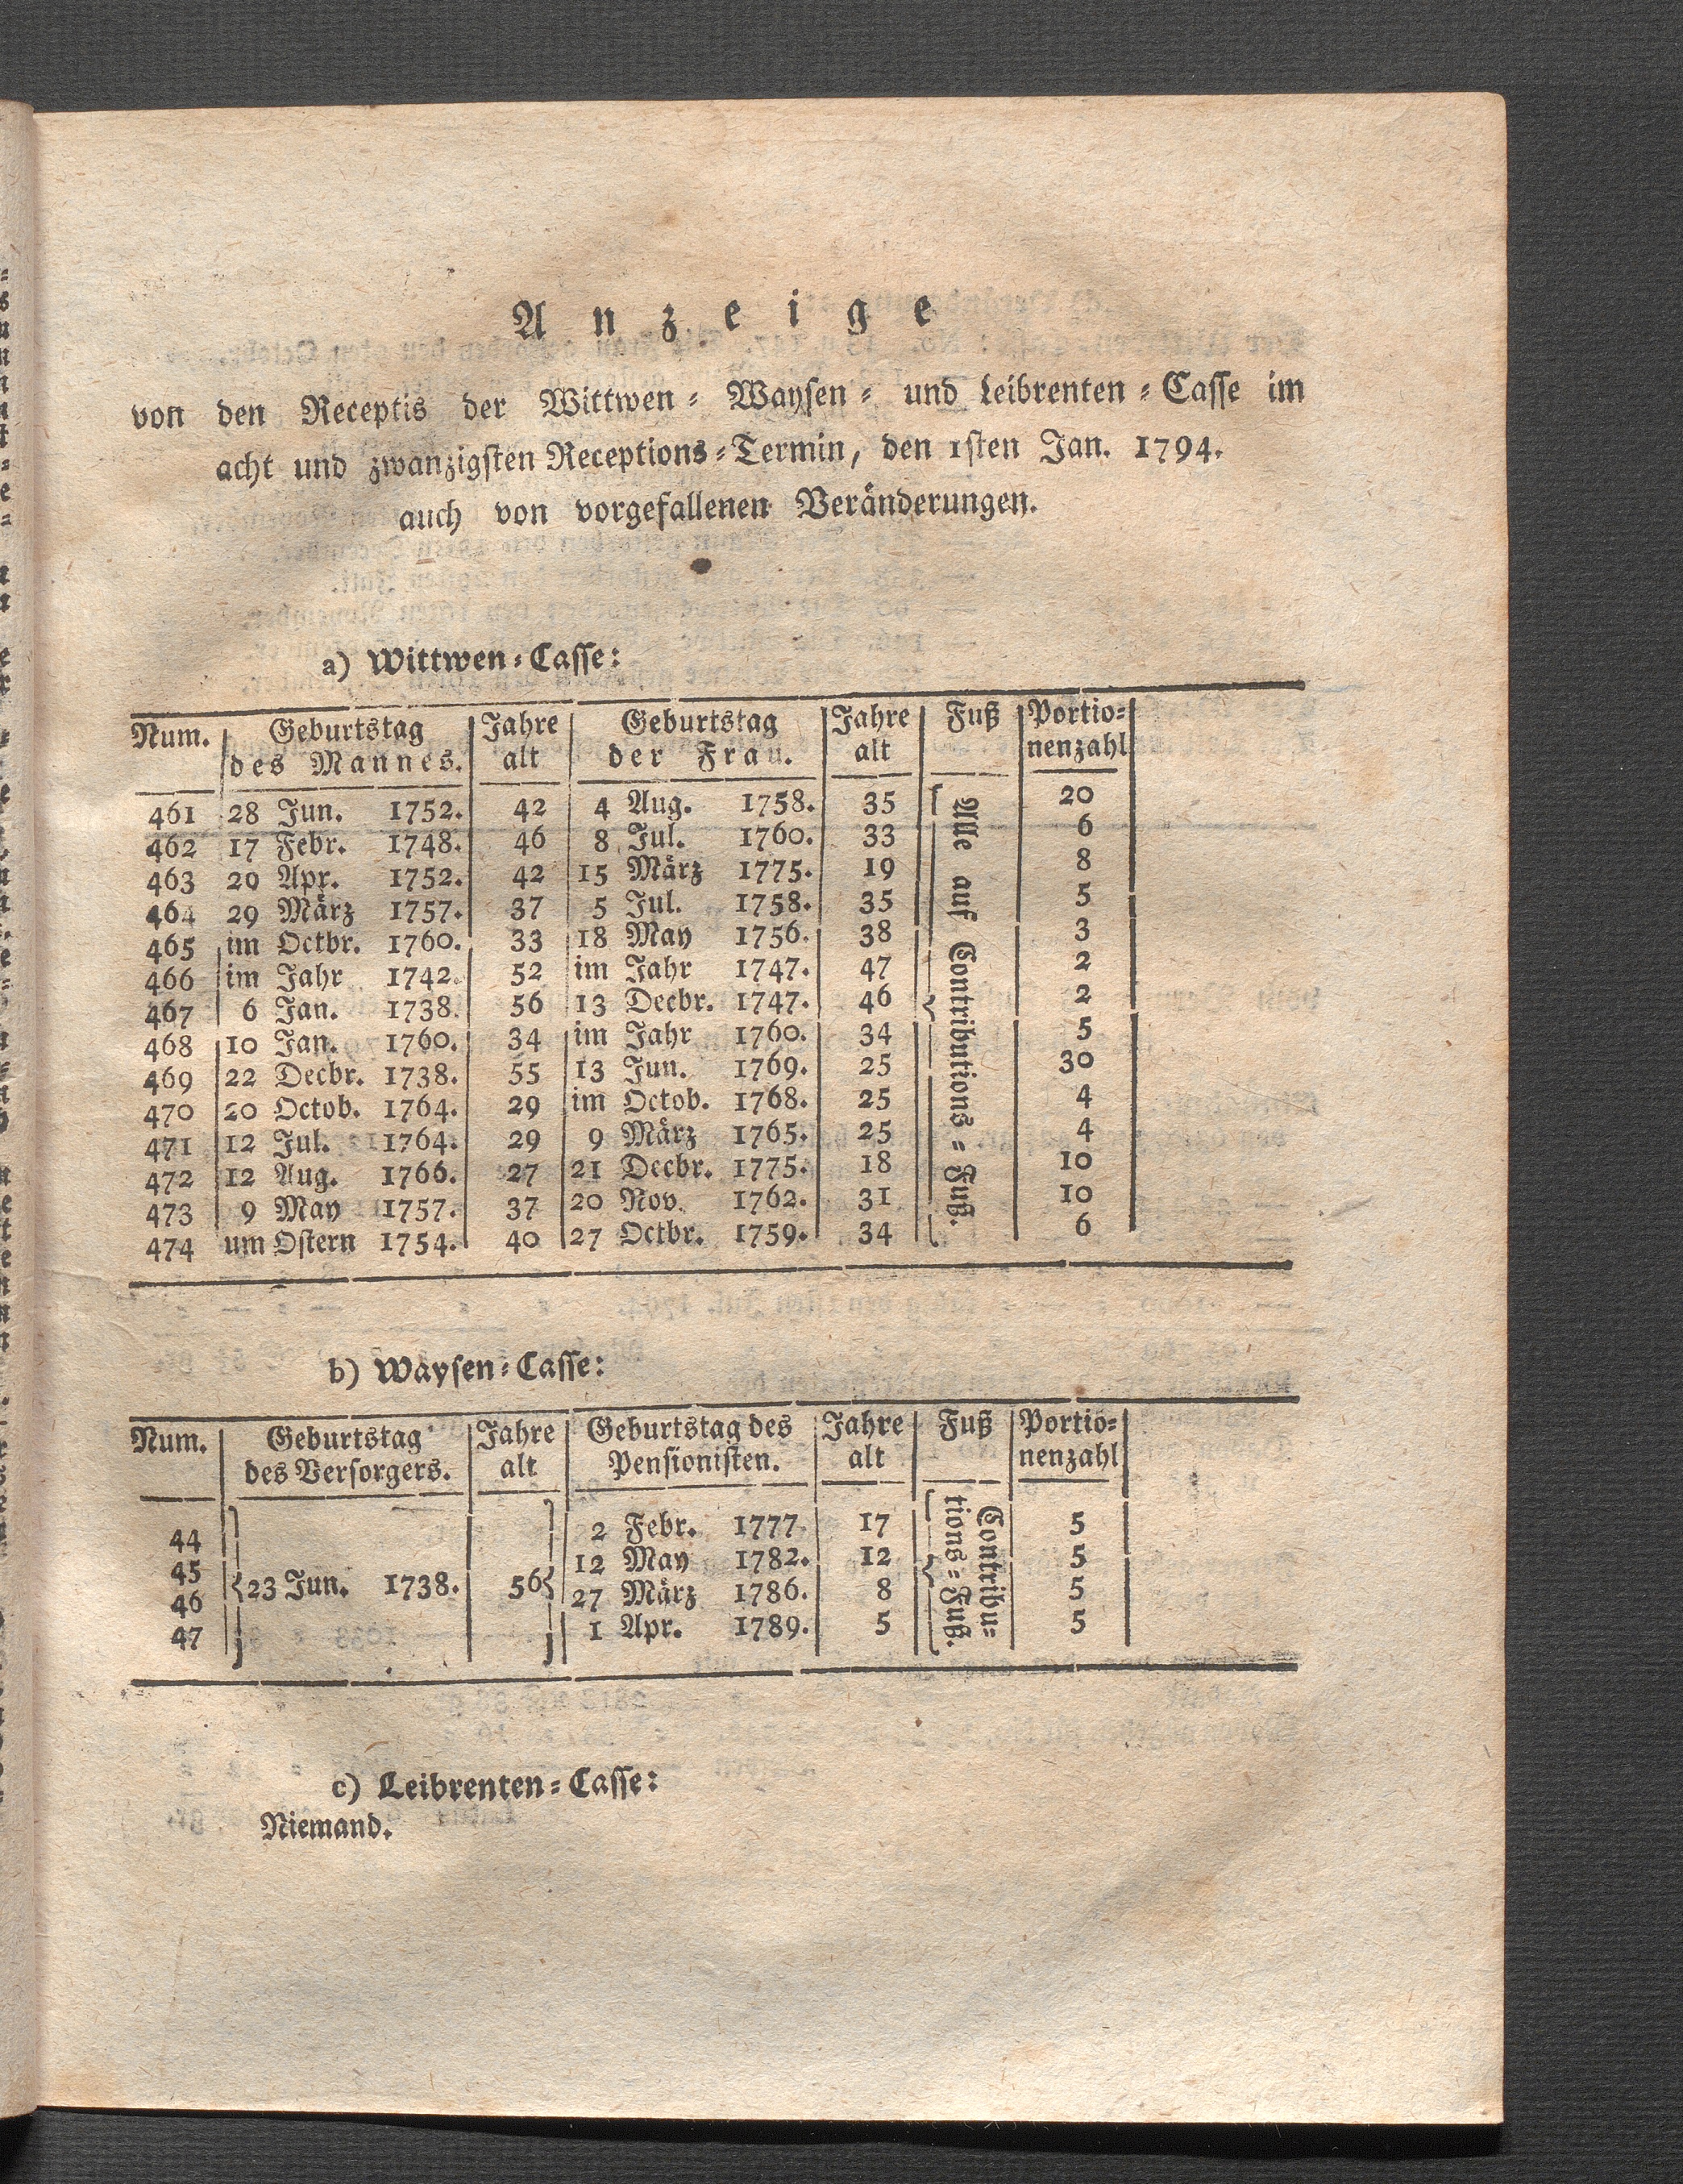 Anzeige
von den Receptis der Wittwen- Waysen- und Leibrenten-Casse im
acht und zwanzigsten Receptions-Termin, den 1sten Jan. 1794.
auch von vorgefallenen Veränderungen.
a) Wittwen-Casse:
Num. Geburtstag des Mannes. Jahre alt Geburtstag der Frau. Jahre alt Fuß Portio-nenzahl
461 28 Jun. 1752. 42 4 Aug. 1758. 35 20
462 17 Febr. 1748. 46 8 Jul. 1760. 33 6
463 20 Apr. 1752. 42 15 März 1775. 19 8
464 29 März 1757. 37 5 Jul. 1758. 35 5
465 im Octbr. 1760. 33 18 May 1756. 38 3
466 im Jahr 1742. 52 im Jahr 1747. 47 2
467 6 Jan. 1738. 56 13 Decbr. 1747. 46 2
468 10 Jan. 1760. 34 im Jahr 1760. 34 5
469 22 Decbr. 1738. 55 13 Jun. 1769. 25 30
470 20 Octob. 1764. 29 im Octob. 1768. 25 4
471 12 Jul. 1764. 29 9 März 1765. 25 4
472 12 Aug. 1766. 27 21 Decbr. 1775. 18 10
473 9 May 1757. 37 20 Nov. 1762. 31 10
474 um Ostern 1754. 40 27 Octbr. 1759. 34 6
Alle auf Contributions-Fuß.
b) Waysen-Casse:
Num. Geburtstag des Versorgers. Jahre alt Geburtstag des Pensionisten. Jahre alt Fuß Portio-nenzahl
44 2 Febr. 1777. 17 5
45 12 May 1782. 12 5
23 Jun. 1738. 56
46 27 März 1786. 8 5
47 1 Apr. 1789. 5 5
Contribu-
tions-Fuß.
c) Leibrenten-Casse:
Niemand.